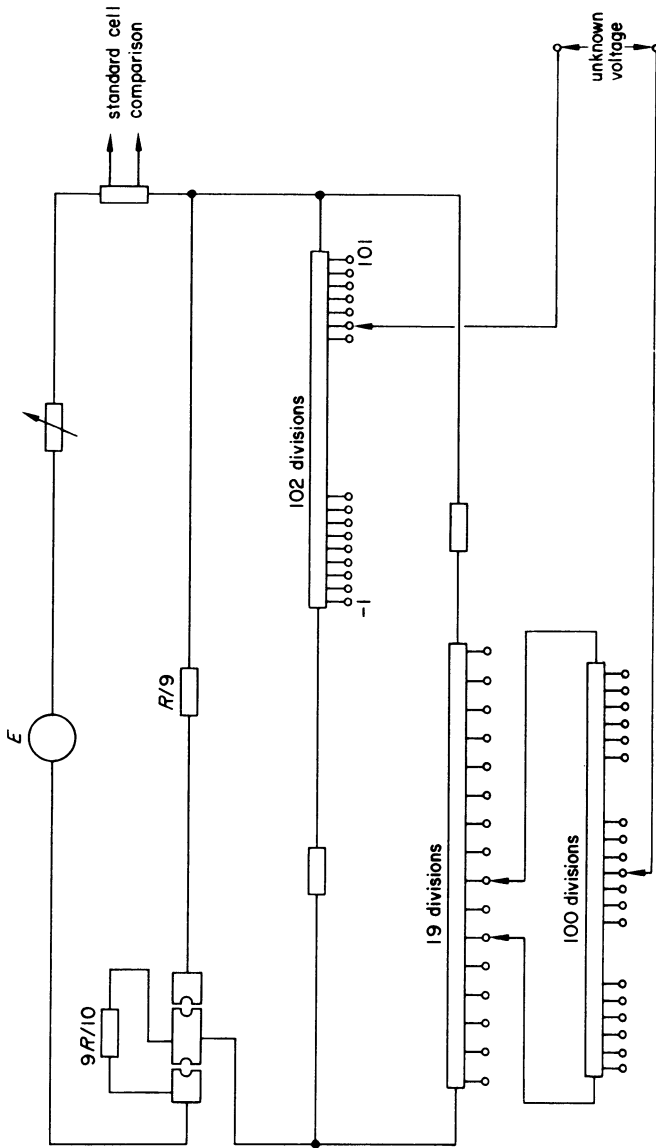 E
standard cell
comparison
9R/10
R/9
102 divisions
-1
101
unknown
voltage
19 divisions
100 divisions